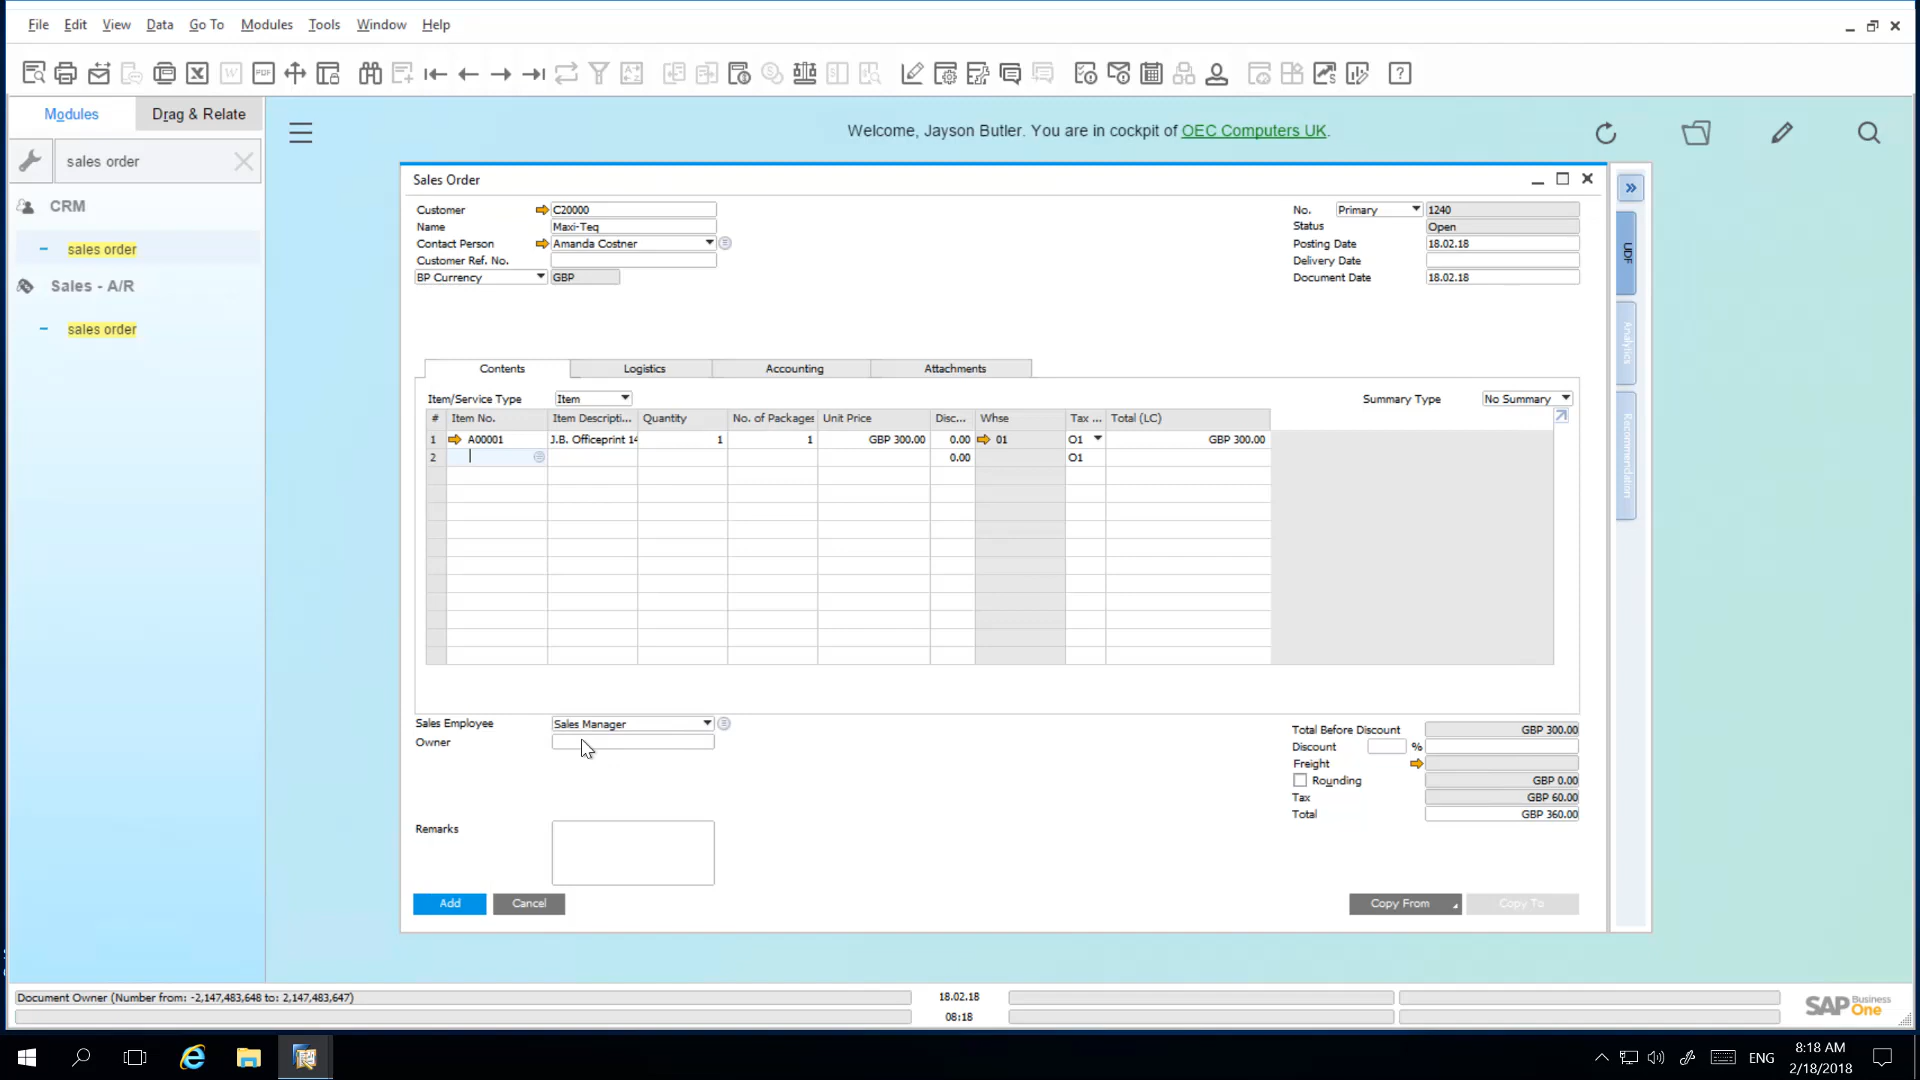 File Edit View Data Go To Modules Tools Window Help
Modules Drag & Relate
sales order
CRM
sales order
Sales - A/R
sales order
Welcome, Jayson Butler. You are in cockpit of OEC Computers UK.
Sales Order
Customer C20000
Name Maxi-Teq
Contact Person Amanda Costner
Customer Ref. No.
BP Currency GBP
No. Primary 1240
Status Open
Posting Date 18.02.18
Delivery Date
Document Date 18.02.18
UDF
Analytics
Recommendation
Contents Logistics Accounting Attachments
Item/Service Type Item Summary Type No Summary
# Item No. Item Descripti... Quantity No. of Packages Unit Price Disc... Whse Tax ... Total (LC)
1 A00001 J.B. Officeprint 14 1 1 GBP 300.00 0.00 01 O1 GBP 300.00
2 0.00 O1
Sales Employee Sales Manager
Owner
Remarks
Total Before Discount GBP 300.00
Discount %
Freight
Rounding GBP 0.00
Tax GBP 60.00
Total GBP 360.00
Add Cancel Copy From Copy To
Document Owner (Number from: -2,147,483,648 to: 2,147,483,647) 18.02.18
08:18
SAP Business One
ENG 8:18 AM
2/18/2018